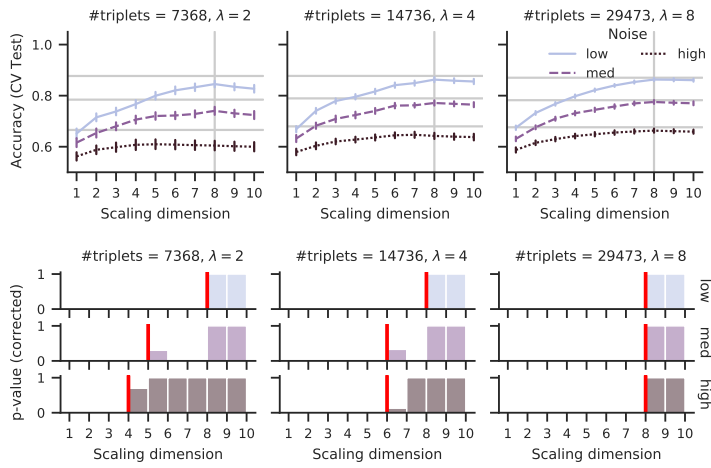 #triplets = 7368, λ = 2
#triplets = 14736, λ = 4
#triplets = 29473, λ = 8
Accuracy (CV Test)
1.0
0.8
0.6
Noise
low
high
med
1 2 3 4 5 6 7 8 9 10
1 2 3 4 5 6 7 8 9 10
1 2 3 4 5 6 7 8 9 10
Scaling dimension
Scaling dimension
Scaling dimension
#triplets = 7368, λ = 2
#triplets = 14736, λ = 4
#triplets = 29473, λ = 8
p-value (corrected)
1
0
low
1
0
med
1
0
high
1 2 3 4 5 6 7 8 9 10
1 2 3 4 5 6 7 8 9 10
1 2 3 4 5 6 7 8 9 10
Scaling dimension
Scaling dimension
Scaling dimension